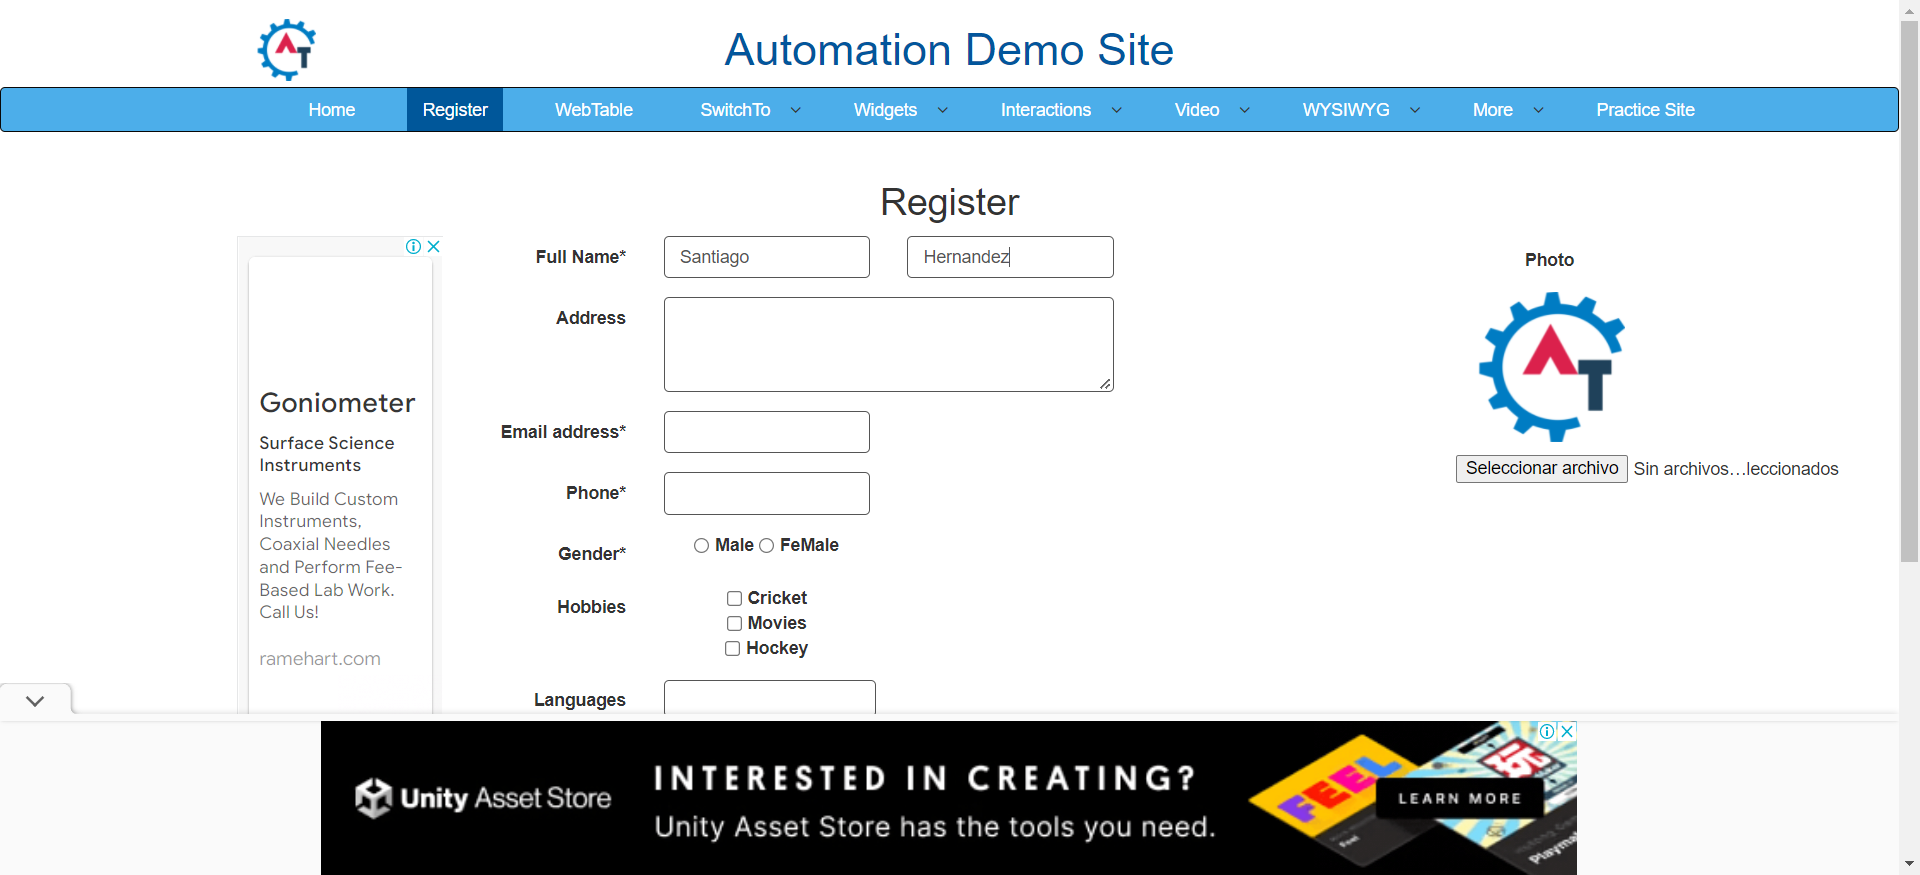 AT
Automation Demo Site
Home Register WebTable SwitchTo Widgets Interactions Video WYSIWYG More Practice Site
Register
Full Name* Santiago Hernandez
Address
Email address*
Phone*
Gender* Male FeMale
Hobbies Cricket
Movies
Hockey
Languages
Photo
AT
Seleccionar archivo Sin archivos…leccionados
Goniometer
Surface Science
Instruments
We Build Custom
Instruments,
Coaxial Needles
and Perform Fee-
Based Lab Work.
Call Us!
ramehart.com
Unity Asset Store
INTERESTED IN CREATING?
Unity Asset Store has the tools you need.
FEEL
Feel
LEARN MORE